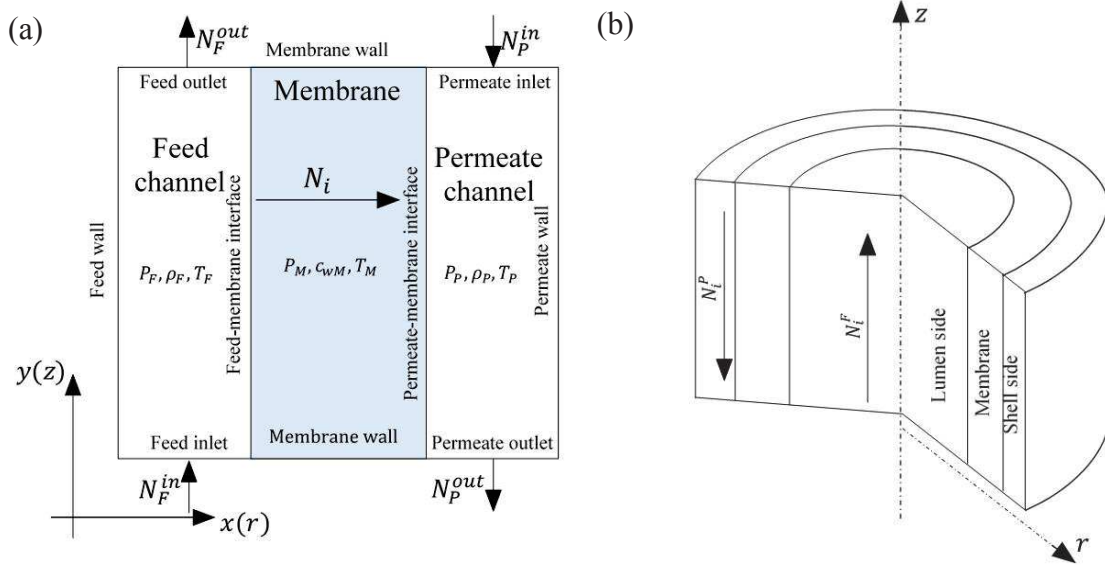 (a)
N_F^{out}
Membrane wall
N_P^{in}
Feed outlet
Membrane
Permeate inlet
Feed
channel
N_i
Permeate
channel
Feed wall
P_F, ρ_F, T_F
Feed-membrane interface
P_M, c_{wM}, T_M
Permeate-membrane interface
P_P, ρ_P, T_P
Permeate wall
y(z)
Feed inlet
Membrane wall
Permeate outlet
N_F^{in}
N_P^{out}
x(r)
(b)
z
N_i^P
N_i^F
Lumen side
Membrane
Shell side
r